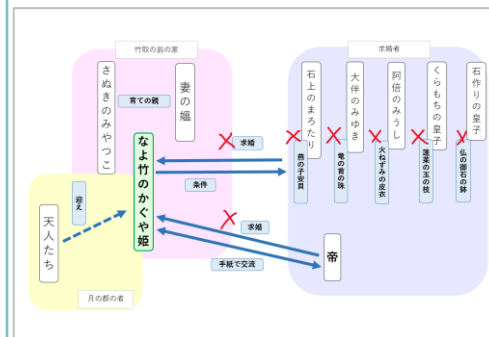 竹取の翁の家
求婚者
さぬきのみやつこ
育ての親
妻の嫗
石上のまろたり
大伴のみゆき
阿倍のみうし
くらもちの皇子
石作りの皇子
求婚
燕の子安貝
竜の首の珠
火ねずみの皮衣
蓬莱の玉の枝
仏の御石の鉢
なよ竹のかぐや姫
条件
迎え
天人たち
求婚
手紙で交流
帝
月の都の者